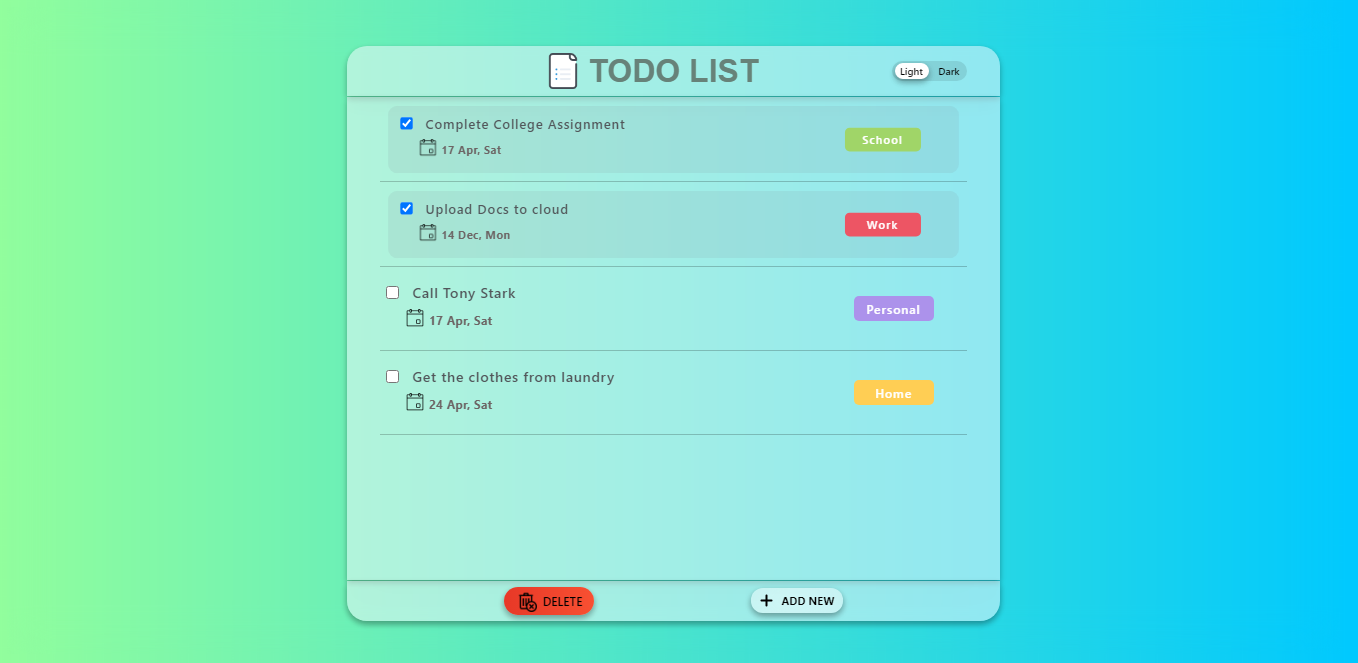 TODO LIST
Light Dark
Complete College Assignment
17 Apr, Sat
School
Upload Docs to cloud
14 Dec, Mon
Work
Call Tony Stark
17 Apr, Sat
Personal
Get the clothes from laundry
24 Apr, Sat
Home
DELETE
ADD NEW